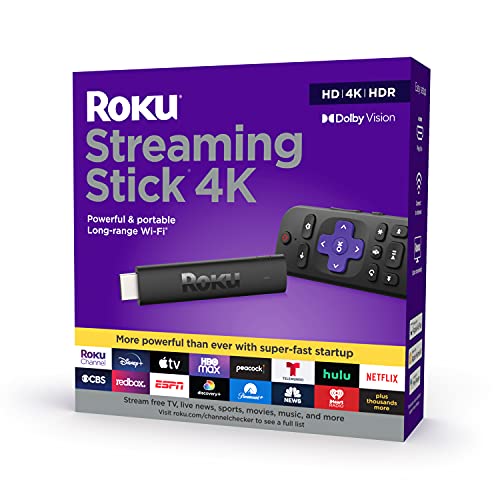 Roku
Streaming
Stick® 4K
Powerful & portable
Long-range Wi-Fi®
HD | 4K | HDR
Dolby Vision
OK
Roku
More powerful than ever with super-fast startup
Roku Channel
Disney+
tv
HBO max
peacock
TELEMUNDO
hulu
NETFLIX
CBS
redbox.
ESPN
discovery+
Paramount+
NBC NEWS
iHeart RADIO
plus thousands more
Stream free TV, live news, sports, movies, music, and more
Visit roku.com/channelchecker to see a full list